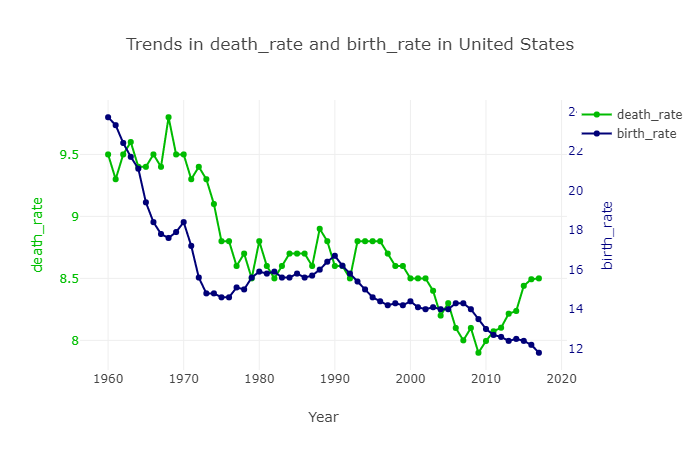 Trends in death_rate and birth_rate in United States
death_rate
birth_rate
9.5
9
8.5
8
death_rate
22
20
18
16
14
12
birth_rate
1960
1970
1980
1990
2000
2010
2020
Year